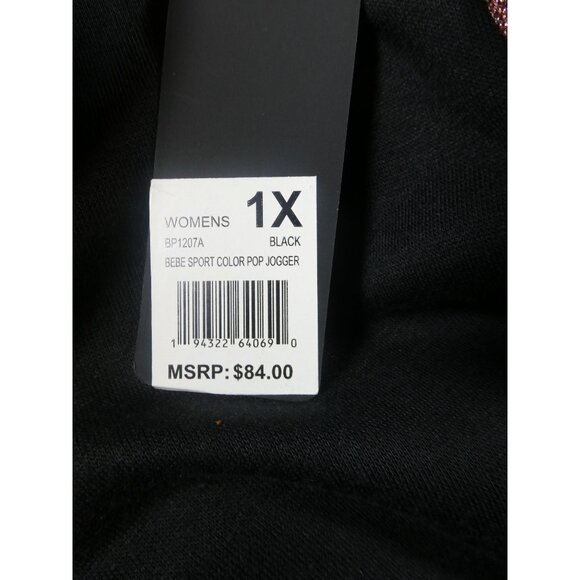 WOMENS 1X
BP1207A BLACK
BEBE SPORT COLOR POP JOGGER
1 94322 64069 0
MSRP: $84.00